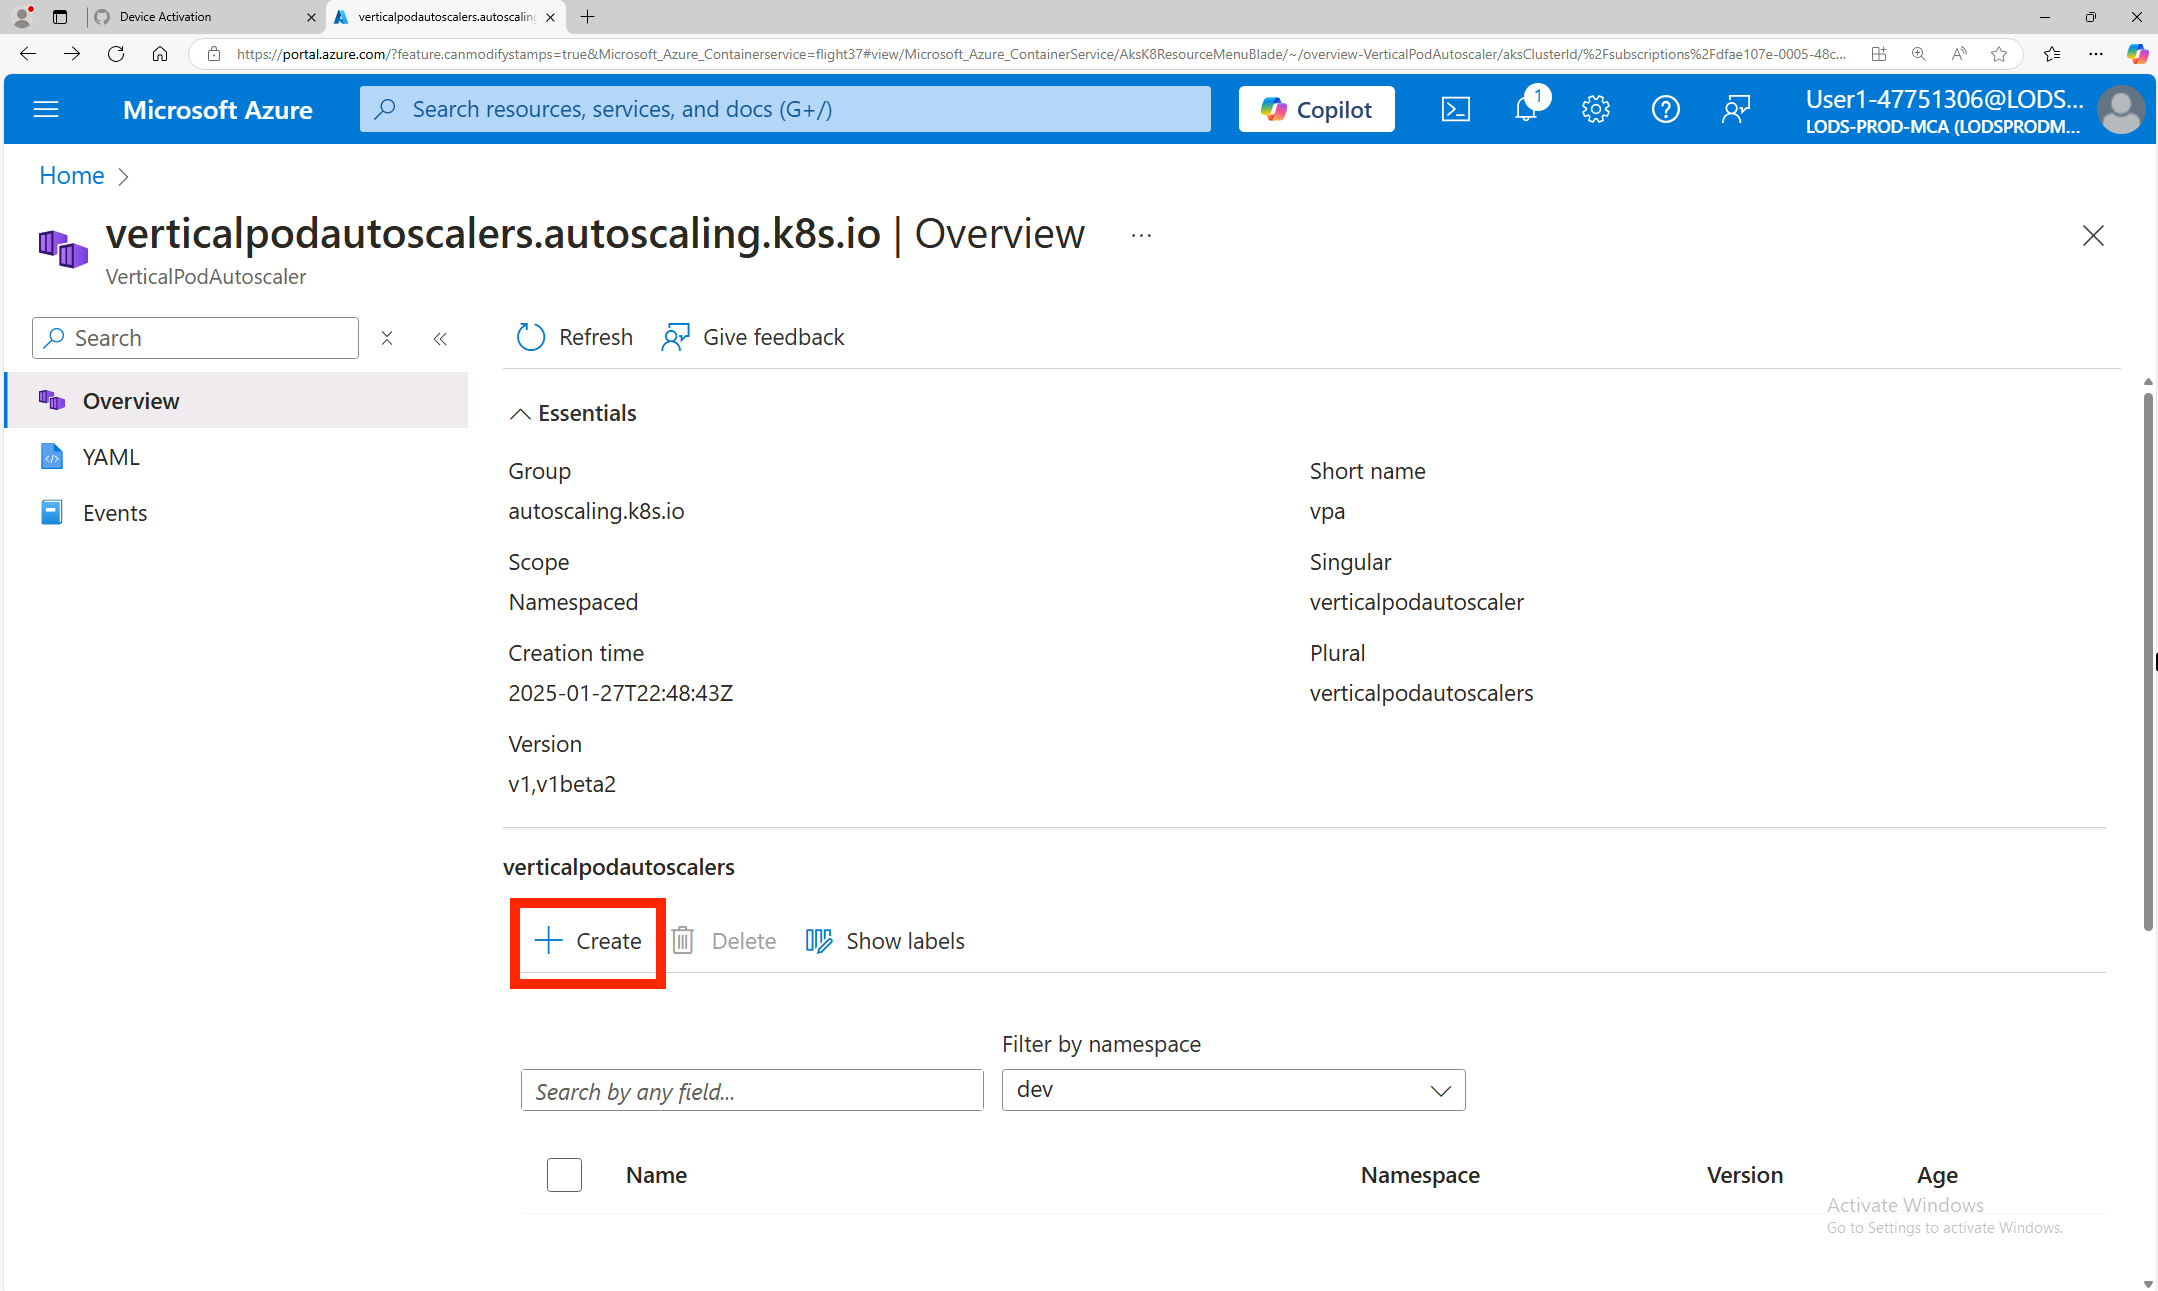 Device Activation
verticalpodautoscalers.autoscaling
https://portal.azure.com/?feature.canmodifystamps=true&Microsoft_Azure_Containerservice=flight37#view/Microsoft_Azure_ContainerService/AksK8ResourceMenuBlade/~/overview-VerticalPodAutoscaler/aksClusterId/%2Fsubscriptions%2Fdfae107e-0005-48c...
Microsoft Azure
Search resources, services, and docs (G+/)
Copilot
1
User1-47751306@LODS...
LODS-PROD-MCA (LODSPRODM...
Home
verticalpodautoscalers.autoscaling.k8s.io | Overview
VerticalPodAutoscaler
Search
Refresh
Give feedback
Overview
YAML
Events
Essentials
Group
autoscaling.k8s.io
Short name
vpa
Scope
Namespaced
Singular
verticalpodautoscaler
Creation time
2025-01-27T22:48:43Z
Plural
verticalpodautoscalers
Version
v1,v1beta2
verticalpodautoscalers
Create
Delete
Show labels
Filter by namespace
Search by any field...
dev
Name
Namespace
Version
Age
Activate Windows
Go to Settings to activate Windows.